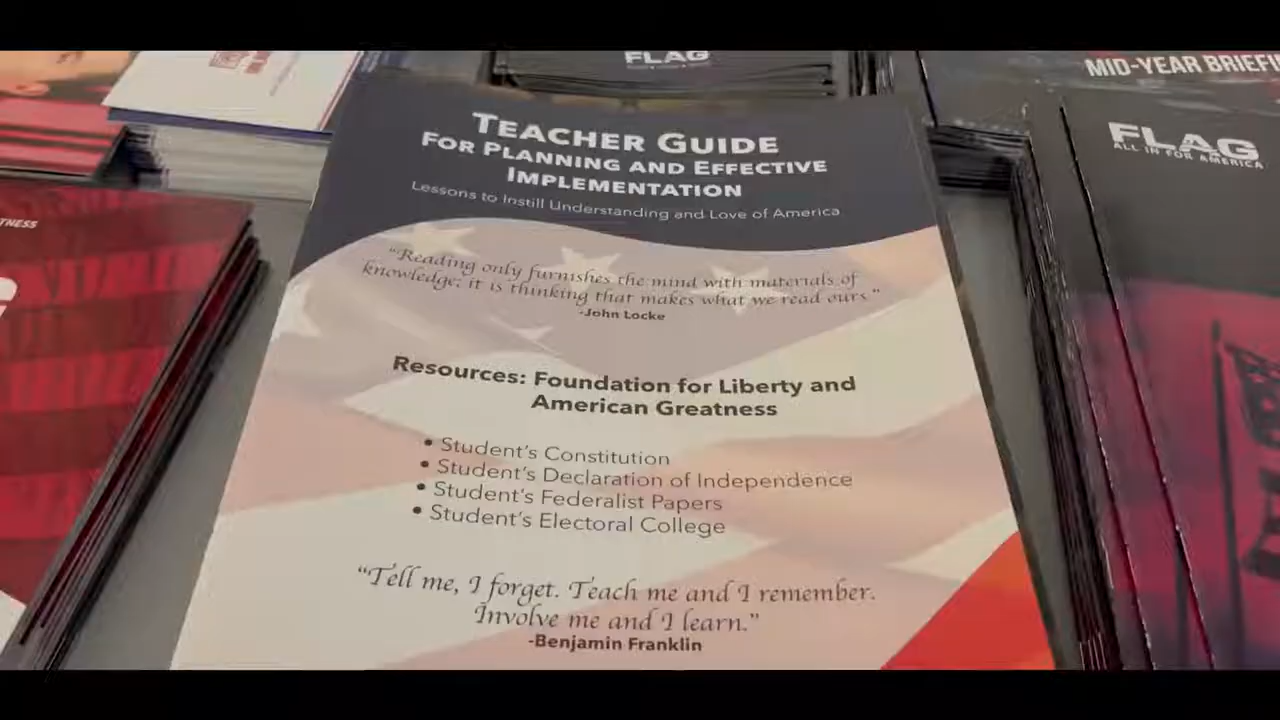 FLAG
MID-YEAR
FLAG
ALL IN FOR AMERICA
TEACHER GUIDE
FOR PLANNING AND EFFECTIVE
IMPLEMENTATION
Lessons to Instill Understanding and Love of America
"Reading only furnishes the mind with materials of
knowledge; it is thinking that makes what we read ours"
-John Locke
Resources: Foundation for Liberty and
American Greatness
• Student's Constitution
• Student's Declaration of Independence
• Student's Federalist Papers
• Student's Electoral College
"Tell me, I forget. Teach me and I remember.
Involve me and I learn."
-Benjamin Franklin